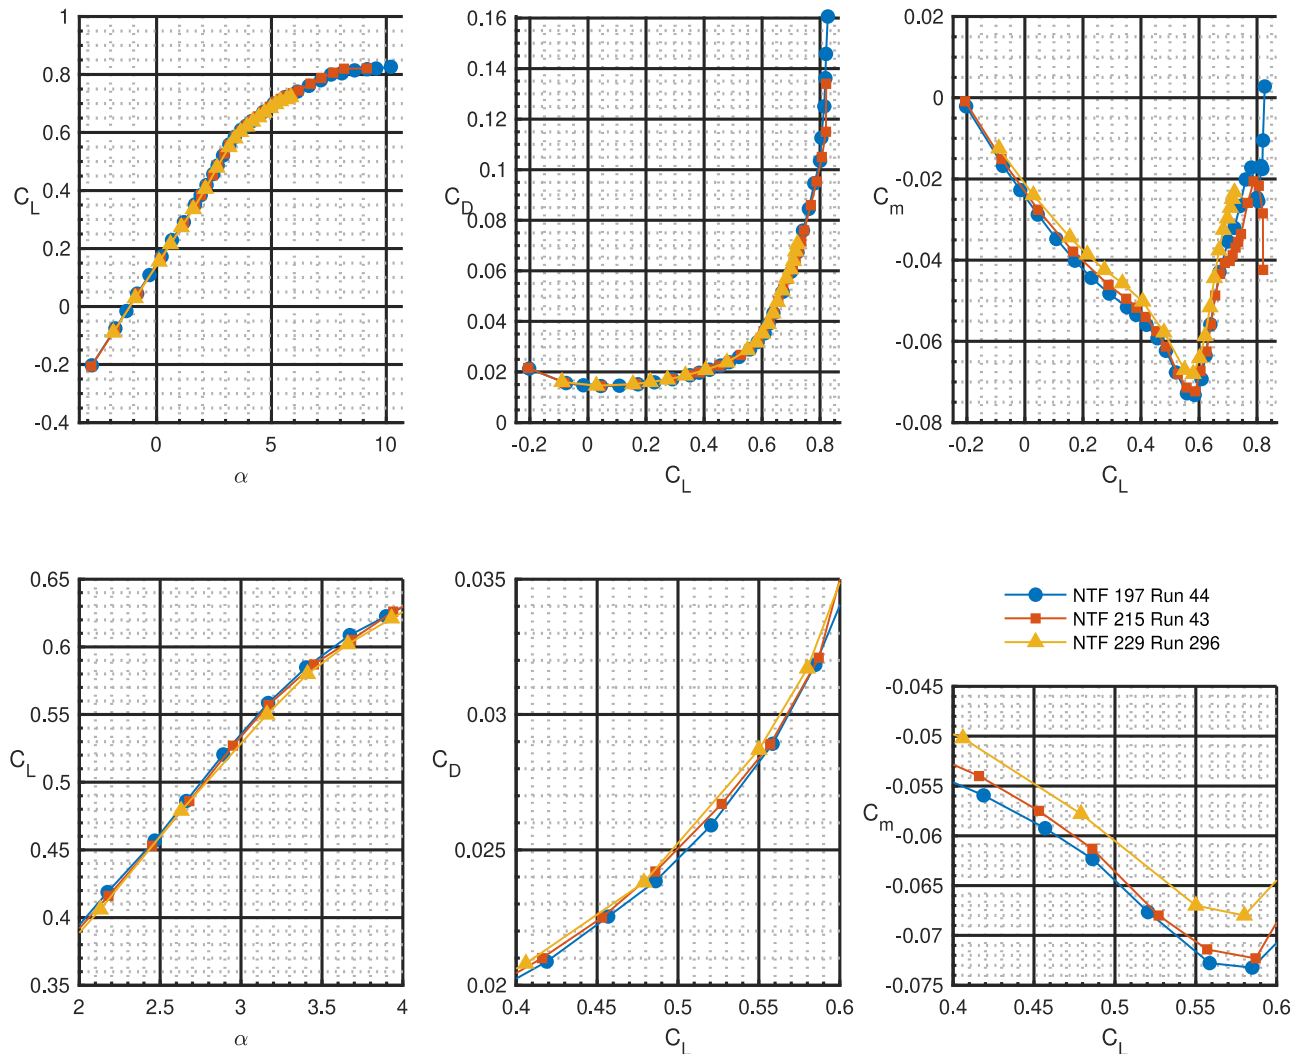 1
0.8
0.6
0.4
0.2
0
-0.2
-0.4
C_L
0 5 10
α
0.16
0.14
0.12
0.1
0.08
0.06
0.04
0.02
0
C_D
-0.2 0 0.2 0.4 0.6 0.8
C_L
0.02
0
-0.02
-0.04
-0.06
-0.08
C_m
-0.2 0 0.2 0.4 0.6 0.8
C_L
0.65
0.6
0.55
0.5
0.45
0.4
0.35
C_L
2 2.5 3 3.5 4
α
0.035
0.03
0.025
0.02
C_D
0.4 0.45 0.5 0.55 0.6
C_L
NTF 197 Run 44
NTF 215 Run 43
NTF 229 Run 296
-0.045
-0.05
-0.055
-0.06
-0.065
-0.07
-0.075
C_m
0.4 0.45 0.5 0.55 0.6
C_L